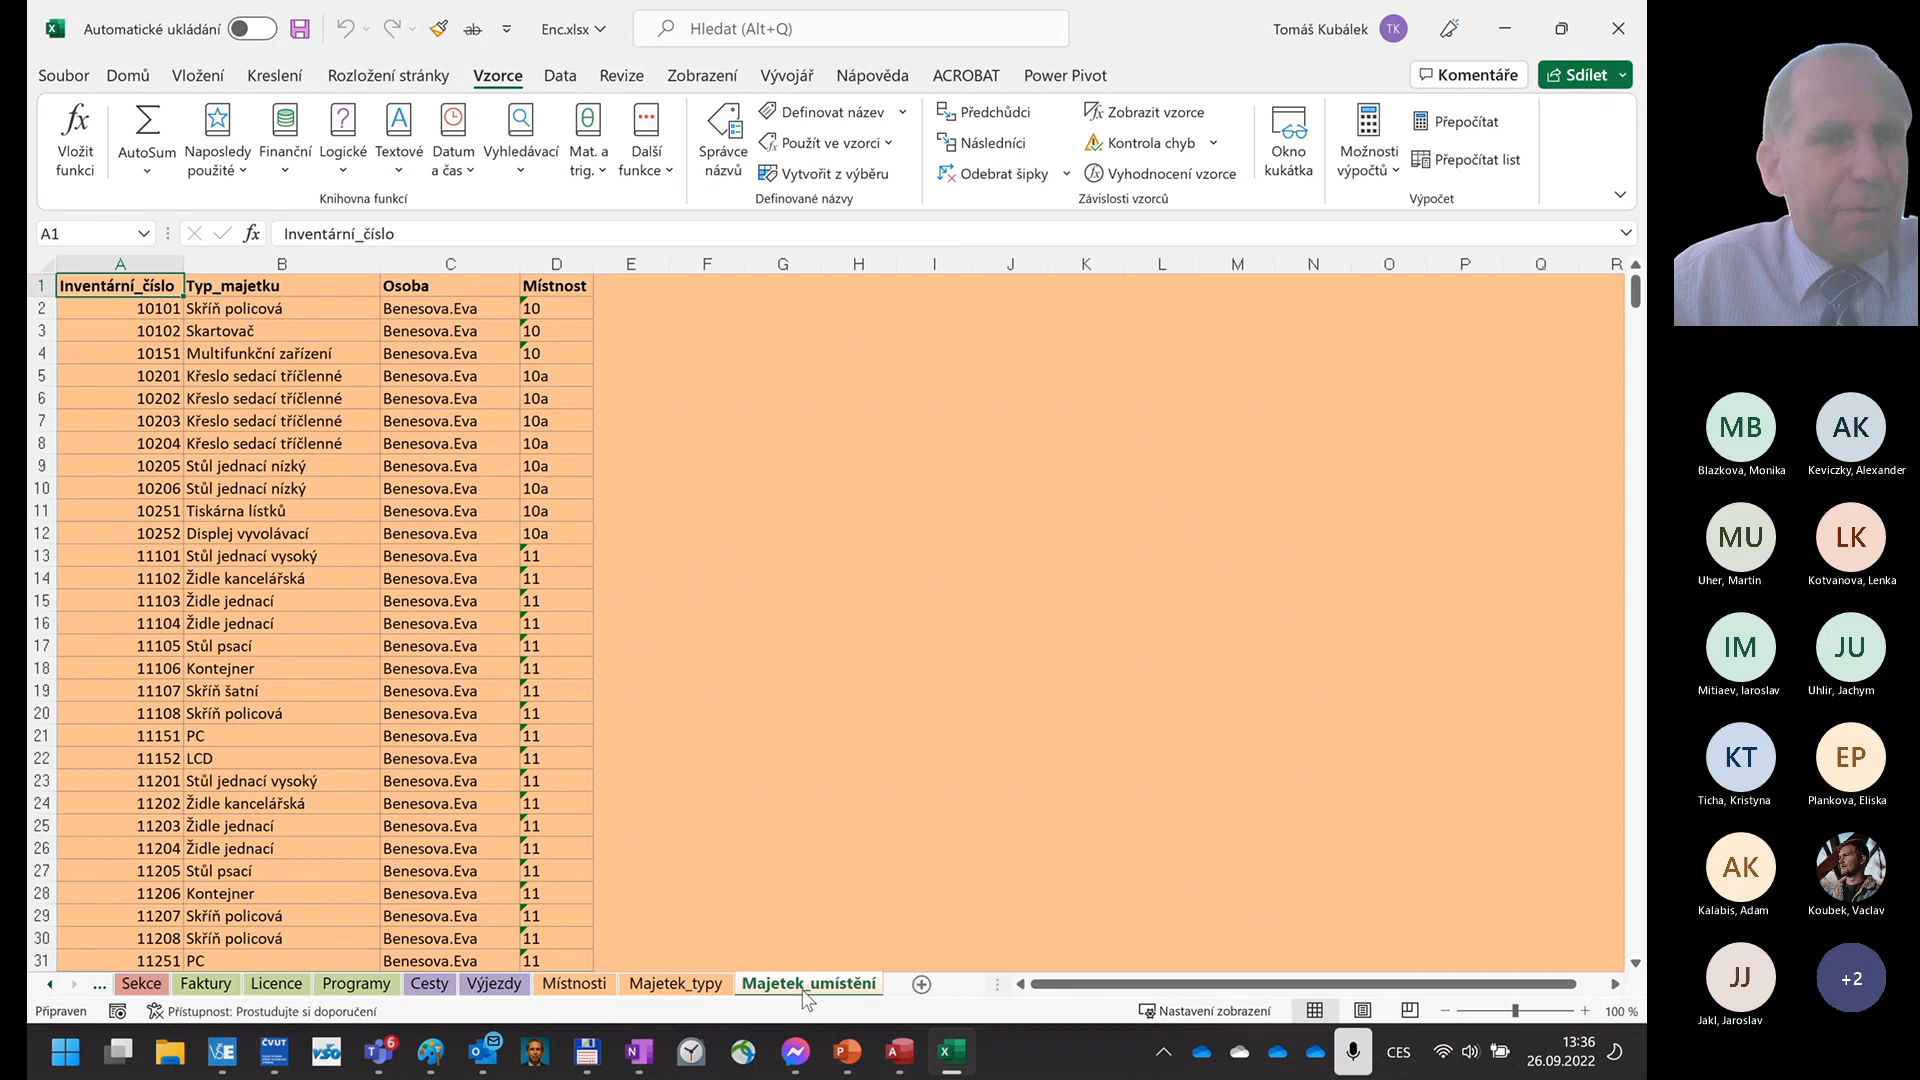 Automatické ukládání
Enc.xlsx
Hledat (Alt+Q)
Tomáš Kubálek
TK
Soubor Domů Vložení Kreslení Rozložení stránky Vzorce Data Revize Zobrazení Vývojář Nápověda ACROBAT Power Pivot
Komentáře
Sdílet
Vložit funkci
AutoSum
Naposledy použité
Finanční
Logické
Textové
Datum a čas
Vyhledávací
Mat. a trig.
Další funkce
Knihovna funkcí
Správce názvů
Definovat název
Použít ve vzorci
Vytvořit z výběru
Definované názvy
Předchůdci
Následníci
Odebrat šipky
Zobrazit vzorce
Kontrola chyb
Vyhodnocení vzorce
Závislosti vzorců
Okno kukátka
Možnosti výpočtů
Přepočítat
Přepočítat list
Výpočet
A1
fx
Inventární_číslo
A B C D E F G H I J K L M N O P Q R
1 Inventární_číslo Typ_majetku Osoba Místnost
2 10101 Skříň policová Benesova.Eva 10
3 10102 Skartovač Benesova.Eva 10
4 10151 Multifunkční zařízení Benesova.Eva 10
5 10201 Křeslo sedací tříčlenné Benesova.Eva 10a
6 10202 Křeslo sedací tříčlenné Benesova.Eva 10a
7 10203 Křeslo sedací tříčlenné Benesova.Eva 10a
8 10204 Křeslo sedací tříčlenné Benesova.Eva 10a
9 10205 Stůl jednací nízký Benesova.Eva 10a
10 10206 Stůl jednací nízký Benesova.Eva 10a
11 10251 Tiskárna lístků Benesova.Eva 10a
12 10252 Displej vyvolávací Benesova.Eva 10a
13 11101 Stůl jednací vysoký Benesova.Eva 11
14 11102 Židle kancelářská Benesova.Eva 11
15 11103 Židle jednací Benesova.Eva 11
16 11104 Židle jednací Benesova.Eva 11
17 11105 Stůl psací Benesova.Eva 11
18 11106 Kontejner Benesova.Eva 11
19 11107 Skříň šatní Benesova.Eva 11
20 11108 Skříň policová Benesova.Eva 11
21 11151 PC Benesova.Eva 11
22 11152 LCD Benesova.Eva 11
23 11201 Stůl jednací vysoký Benesova.Eva 11
24 11202 Židle kancelářská Benesova.Eva 11
25 11203 Židle jednací Benesova.Eva 11
26 11204 Židle jednací Benesova.Eva 11
27 11205 Stůl psací Benesova.Eva 11
28 11206 Kontejner Benesova.Eva 11
29 11207 Skříň policová Benesova.Eva 11
30 11208 Skříň policová Benesova.Eva 11
31 11251 PC Benesova.Eva 11
... Sekce Faktury Licence Programy Cesty Výjezdy Místnosti Majetek_typy Majetek_umístění
Připraven
Přístupnost: Prostudujte si doporučení
Nastavení zobrazení
100 %
VŠE
ČVUT
všo
6
CES
13:36
26.09.2022
MB
Blazkova, Monika
AK
Keviczky, Alexander
MU
Uher, Martin
LK
Kotvanova, Lenka
IM
Mitiaev, Iaroslav
JU
Uhlir, Jachym
KT
Ticha, Kristyna
EP
Plankova, Eliska
AK
Kalabis, Adam
Koubek, Vaclav
JJ
Jakl, Jaroslav
+2